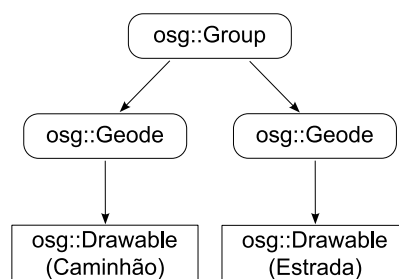 osg::Group
osg::Geode
osg::Geode
osg::Drawable
(Caminhão)
osg::Drawable
(Estrada)